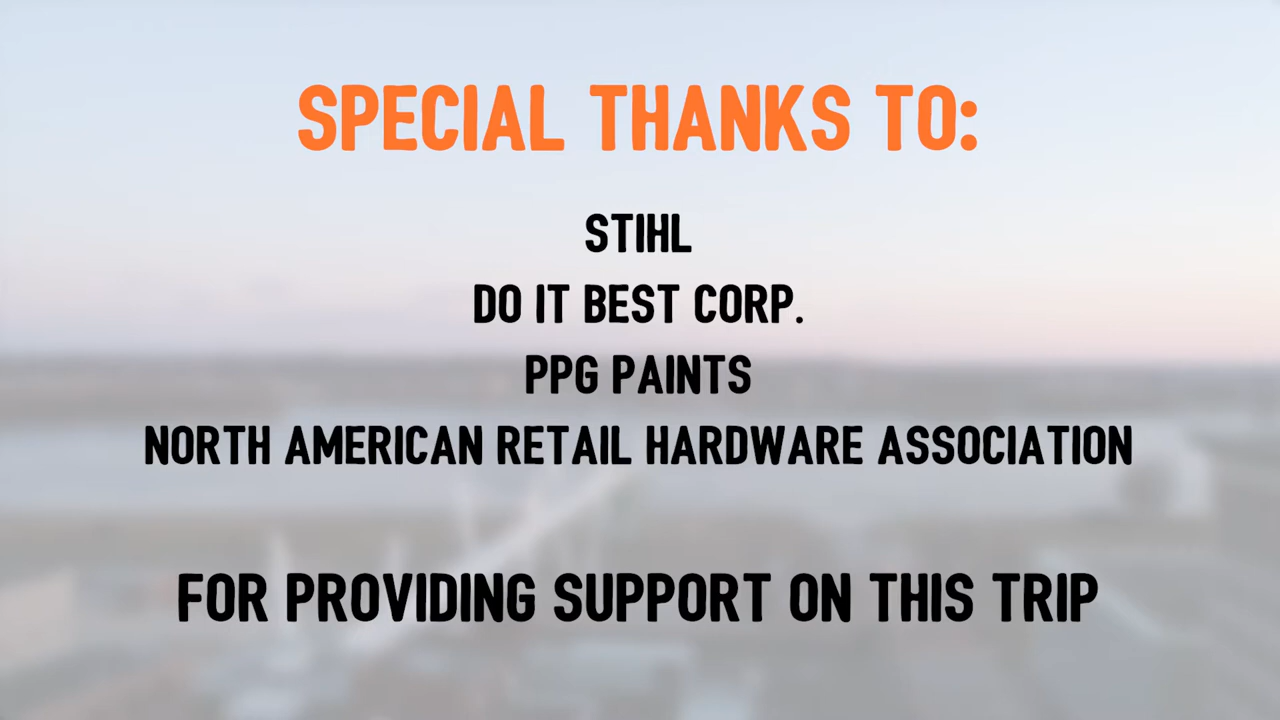 SPECIAL THANKS TO:
STIHL
DO IT BEST CORP.
PPG PAINTS
NORTH AMERICAN RETAIL HARDWARE ASSOCIATION
FOR PROVIDING SUPPORT ON THIS TRIP